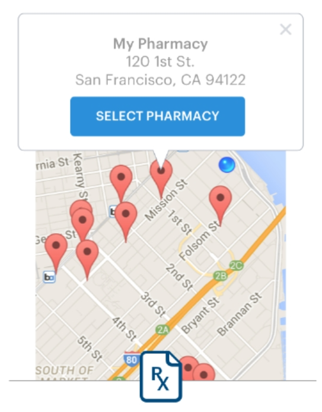 My Pharmacy
120 1st St.
San Francisco, CA 94122
SELECT PHARMACY
rnia St
Kearny St
Mission St
1st St
Folsom St
2nd St
2C
2B
3rd St
Bryant St
Brannan St
4th St
2A
5th St
80
SOUTH OF
MARKET
Rx